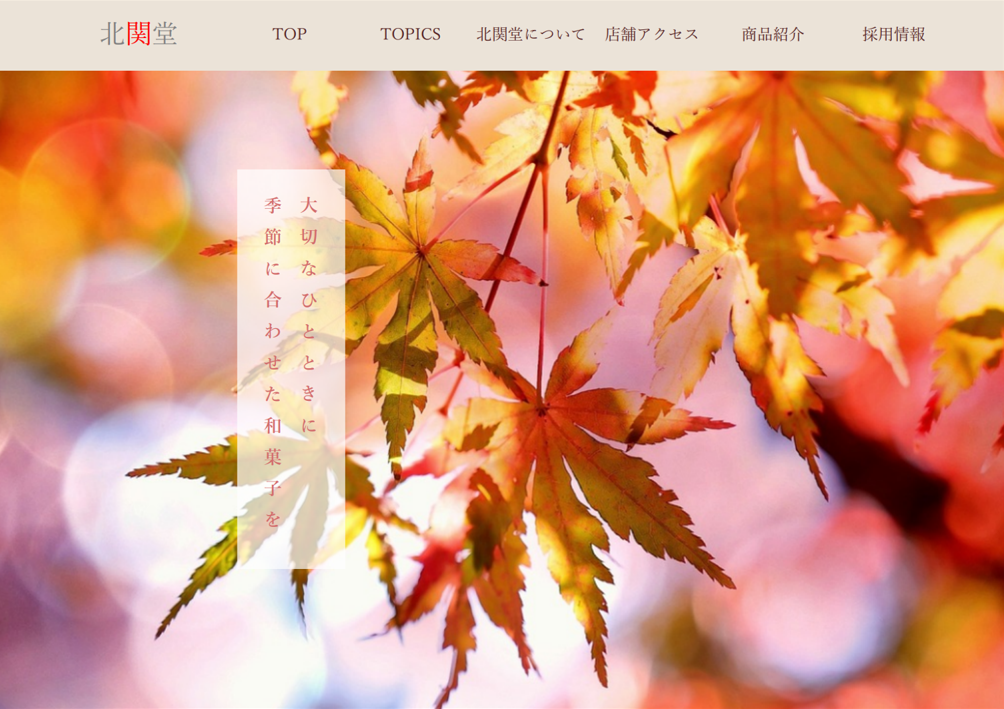 北関堂
TOP
TOPICS
北関堂について
店舗アクセス
商品紹介
採用情報
大切なひとときに
季節に合わせた和菓子を